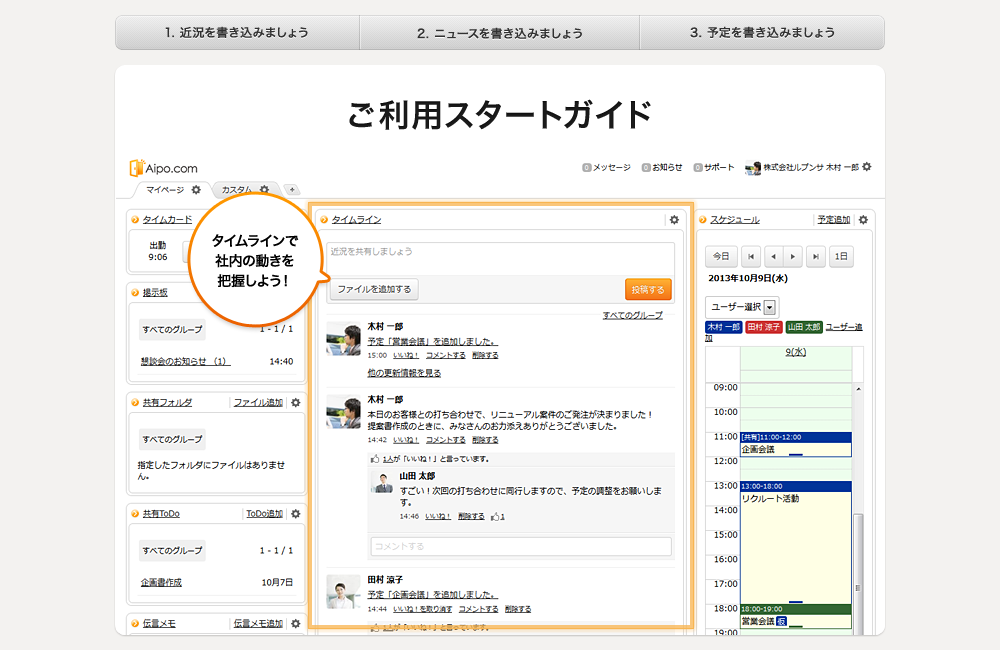 1. 近況を書き込みましょう
2. ニュースを書き込みましょう
3. 予定を書き込みましょう
ご利用スタートガイド
Aipo.com
0 メッセージ
0 お知らせ
0 サポート
株式会社ルブンサ 木村 一郎
マイページ
カスタム
+
タイムカード
出勤
9:06
タイムラインで
社内の動きを
把握しよう!
掲示板
すべてのグループ
1 - 1 / 1
懇談会のお知らせ (1)
14:40
共有フォルダ
ファイル追加
すべてのグループ
指定したフォルダにファイルはありませ
ん。
共有ToDo
ToDo追加
すべてのグループ
1 - 1 / 1
企画書作成
10月7日
伝言メモ
伝言メモ追加
タイムライン
近況を共有しましょう
ファイルを追加する
投稿する
すべてのグループ
木村 一郎
予定「営業会議」を追加しました。
15:00 いいね! コメントする 削除する
他の更新情報を見る
木村 一郎
本日のお客様との打ち合わせで、リニューアル案件のご発注が決まりました!
提案書作成のときに、みなさんのお力添えありがとうございました。
14:42 いいね! コメントする 削除する
1人が「いいね!」と言っています。
山田 太郎
すごい!次回の打ち合わせに同行しますので、予定の調整をお願いしま
す。
14:46 いいね! 削除する 1
コメントする
田村 涼子
予定「企画会議」を追加しました。
14:44 いいね!を取り消す コメントする 削除する
1人が「いいね!」と言っています。
スケジュール
予定追加
今日
1日
2013年10月9日(水)
ユーザー選択
木村 一郎 田村 涼子 山田 太郎 ユーザー追
加
9(水)
09:00
10:00
11:00
[共有]11:00-12:00
企画会議
12:00
13:00
13:00-18:00
リクルート活動
14:00
15:00
16:00
17:00
18:00
18:00-19:00
営業会議 仮
19:00